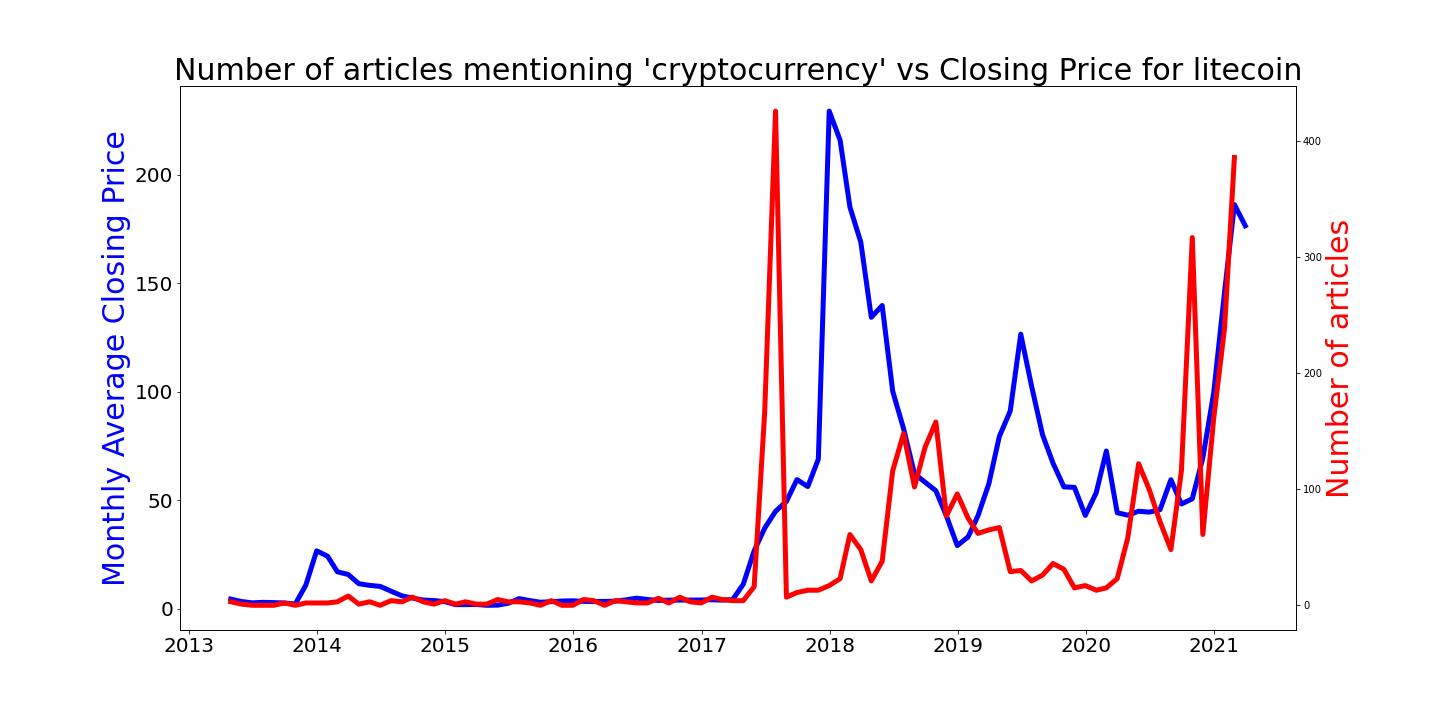 Number of articles mentioning 'cryptocurrency' vs Closing Price for litecoin
Monthly Average Closing Price
200
150
100
50
0
400
300
200
100
0
Number of articles
2013 2014 2015 2016 2017 2018 2019 2020 2021